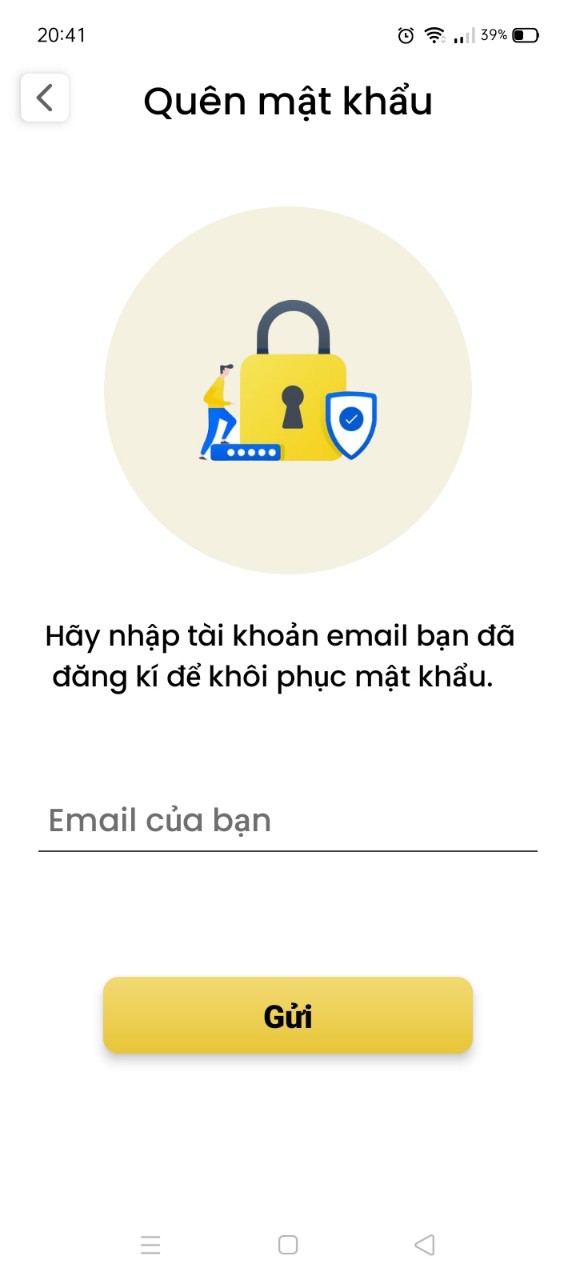 20:41
39%
Quên mật khẩu
Hãy nhập tài khoản email bạn đã
đăng kí để khôi phục mật khẩu.
Email của bạn
Gửi